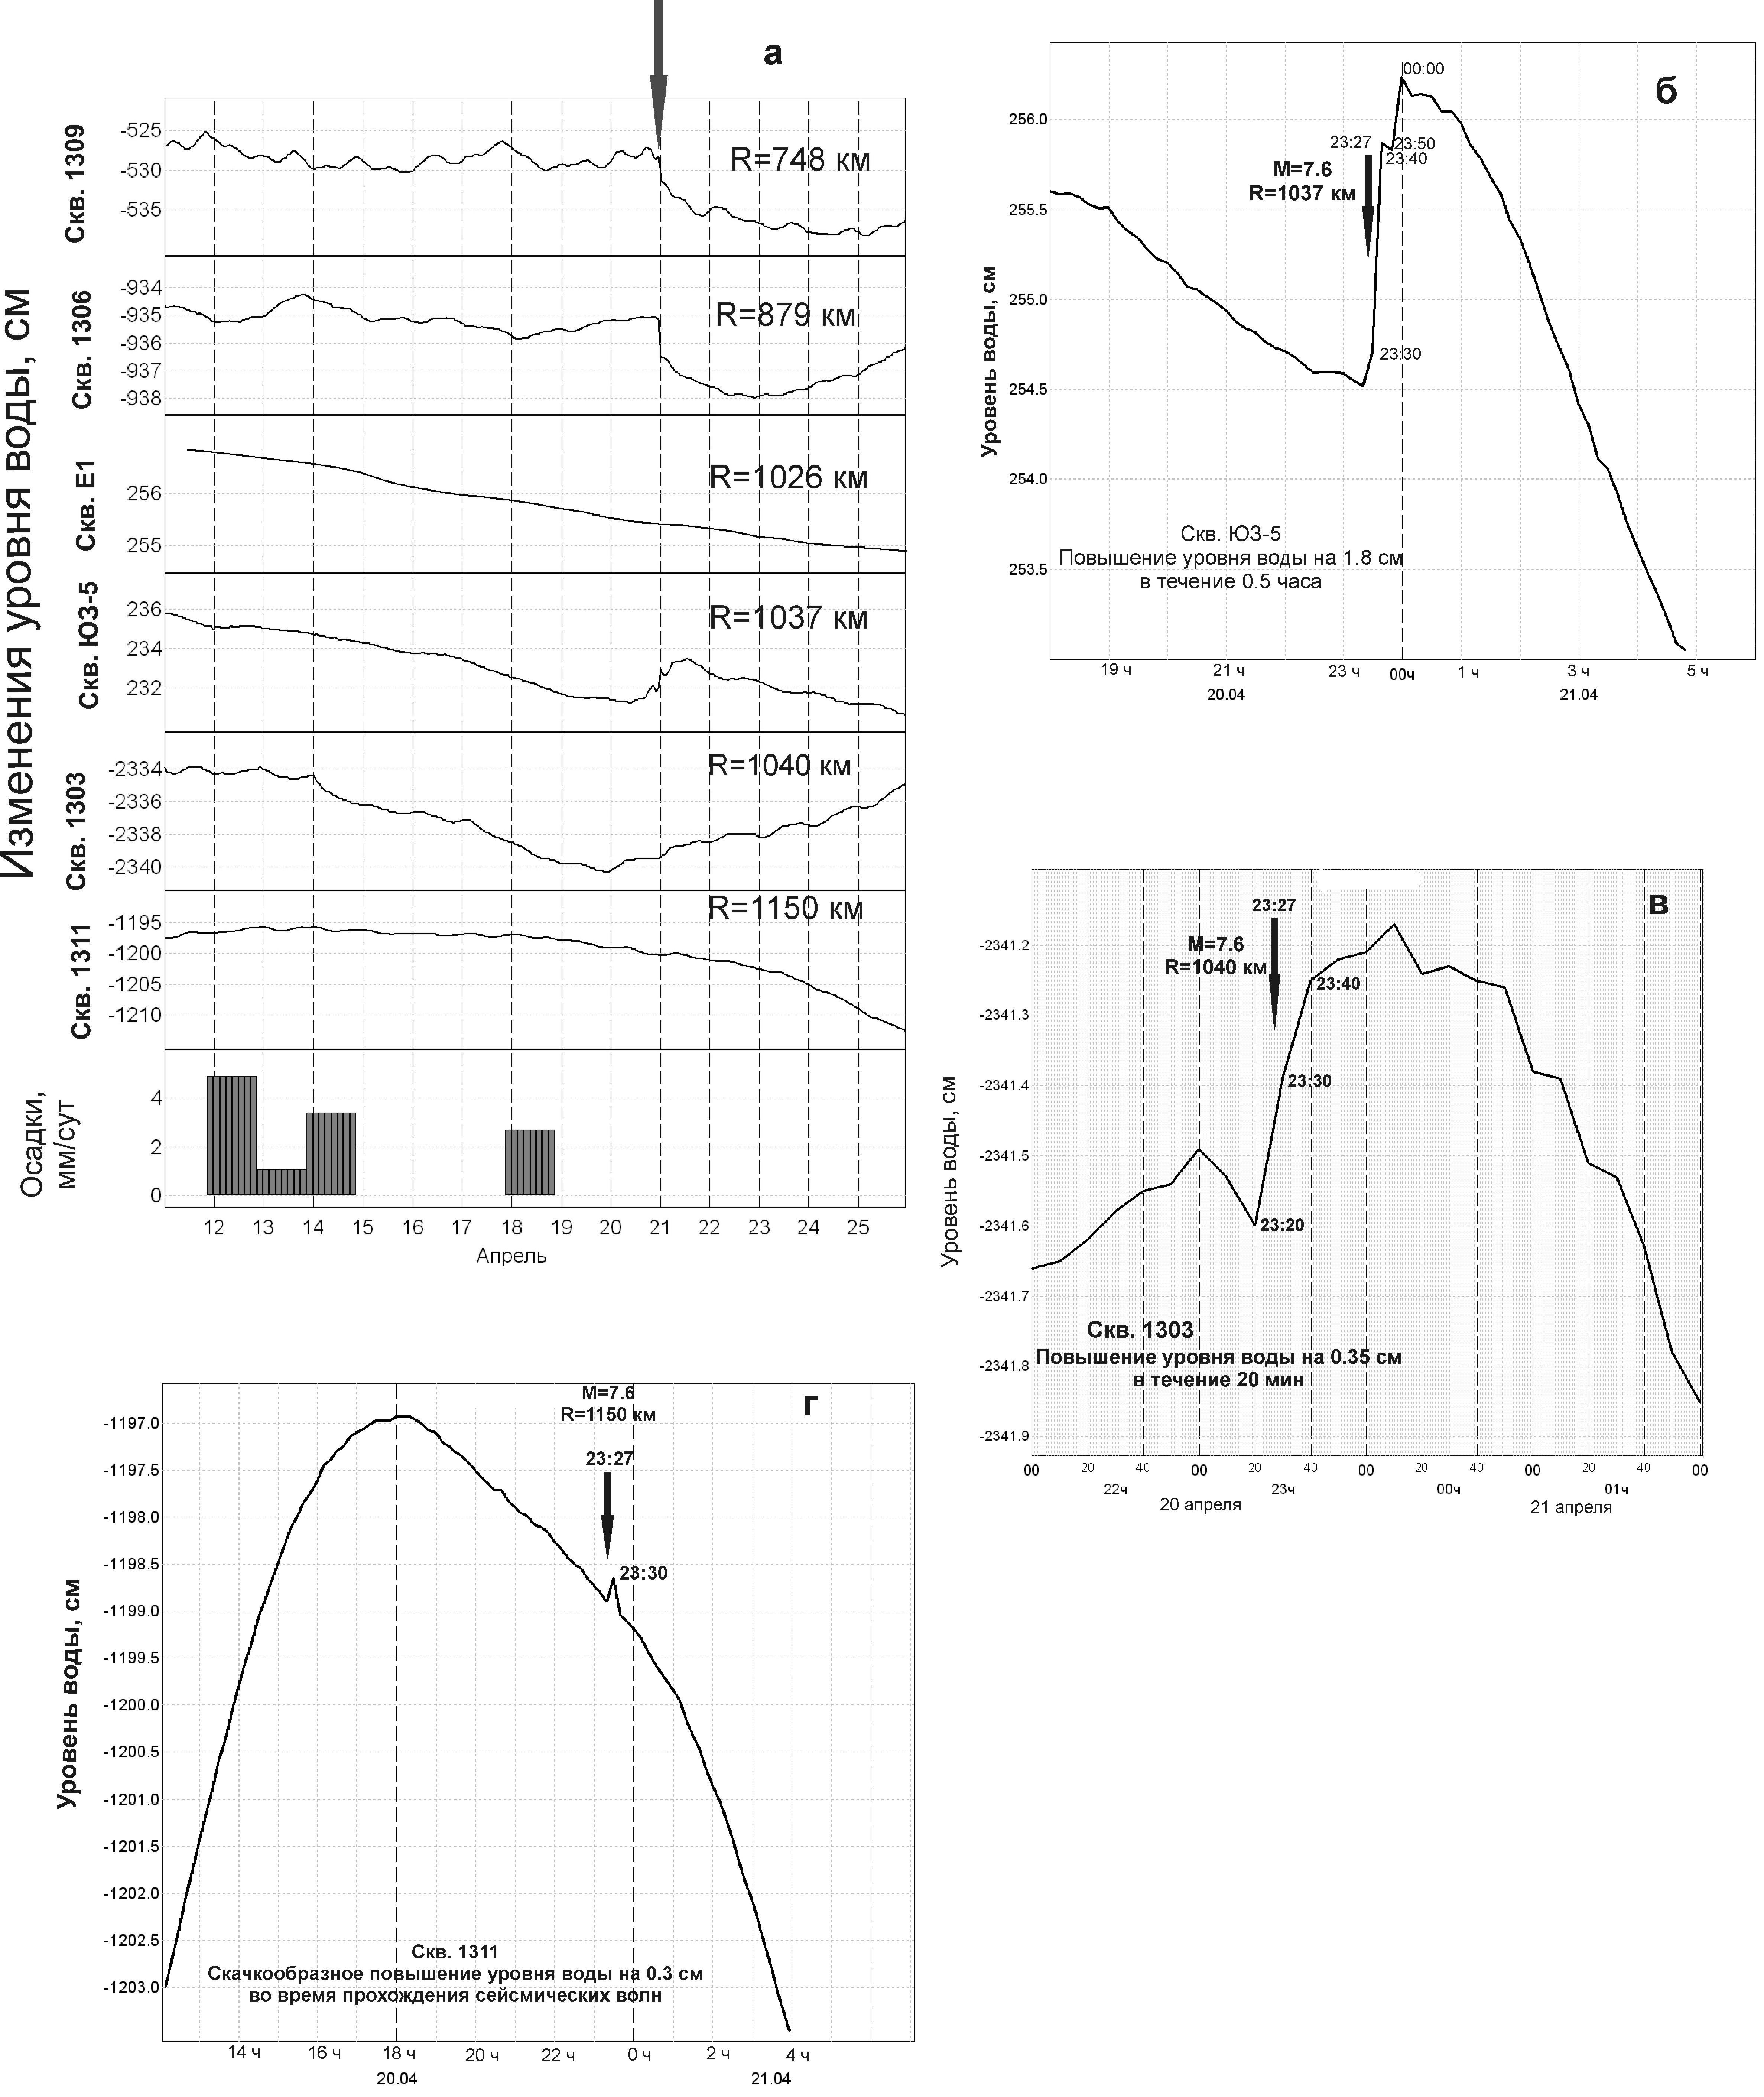 а
Изменения уровня воды, см
Скв. 1309
-525
-530
-535
R=748 км
Скв. 1306
-934
-935
-936
-937
-938
R=879 км
Скв. Е1
256
255
R=1026 км
Скв. ЮЗ-5
236
234
232
R=1037 км
Скв. 1303
-2334
-2336
-2338
-2340
R=1040 км
Скв. 1311
-1195
-1200
-1205
-1210
R=1150 км
Осадки,
мм/сут
4
2
0
12 13 14 15 16 17 18 19 20 21 22 23 24 25
Апрель
б
Уровень воды, см
256.0
255.5
255.0
254.5
254.0
253.5
00:00
23:27
23:50
23:40
M=7.6
R=1037 км
23:30
Скв. ЮЗ-5
Повышение уровня воды на 1.8 см
в течение 0.5 часа
19 ч 21 ч 23 ч 00ч 1 ч 3 ч 5 ч
20.04 21.04
в
Уровень воды, см
-2341.2
-2341.3
-2341.4
-2341.5
-2341.6
-2341.7
-2341.8
-2341.9
23:27
M=7.6
R=1040 км
23:40
23:30
23:20
Скв. 1303
Повышение уровня воды на 0.35 см
в течение 20 мин
00 20 40 00 20 40 00 20 40 00 20 40 00
22ч 23ч 00ч 01ч
20 апреля 21 апреля
г
Уровень воды, см
-1197.0
-1197.5
-1198.0
-1198.5
-1199.0
-1199.5
-1200.0
-1200.5
-1201.0
-1201.5
-1202.0
-1202.5
-1203.0
M=7.6
R=1150 км
23:27
23:30
Скв. 1311
Скачкообразное повышение уровня воды на 0.3 см
во время прохождения сейсмических волн
14 ч 16 ч 18 ч 20 ч 22 ч 0 ч 2 ч 4 ч
20.04 21.04